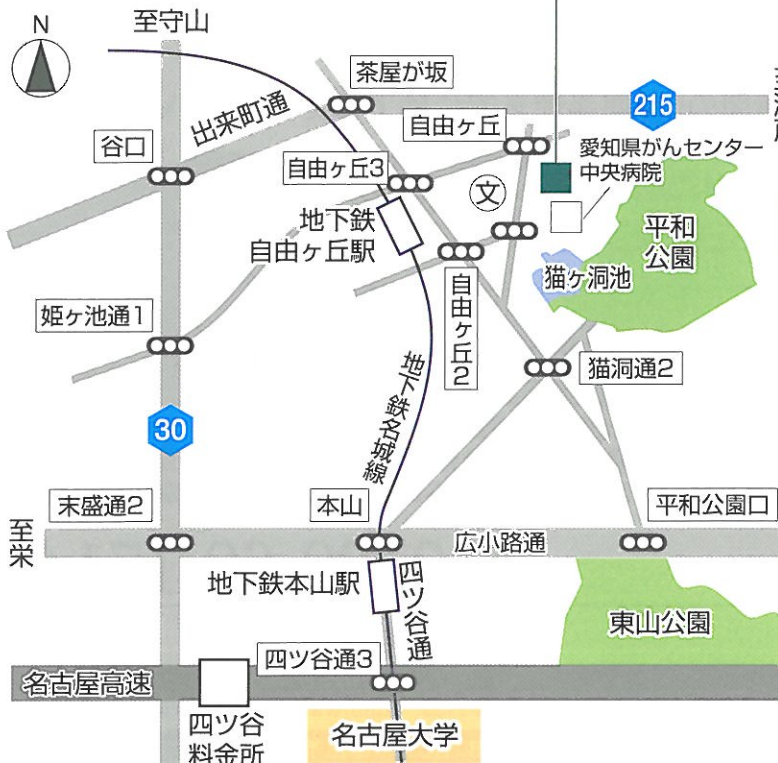 至守山
N
茶屋が坂
215
出来町通
自由ヶ丘
谷口
愛知県がんセンター
中央病院
自由ヶ丘3
文
地下鉄
自由ヶ丘駅
平和
公園
猫ヶ洞池
姫ヶ池通1
自由ヶ丘2
猫洞通2
地下鉄名城線
30
末盛通2
本山
平和公園口
至栄
広小路通
地下鉄本山駅
四ツ谷通
東山公園
四ツ谷通3
名古屋高速
四ツ谷
料金所
名古屋大学